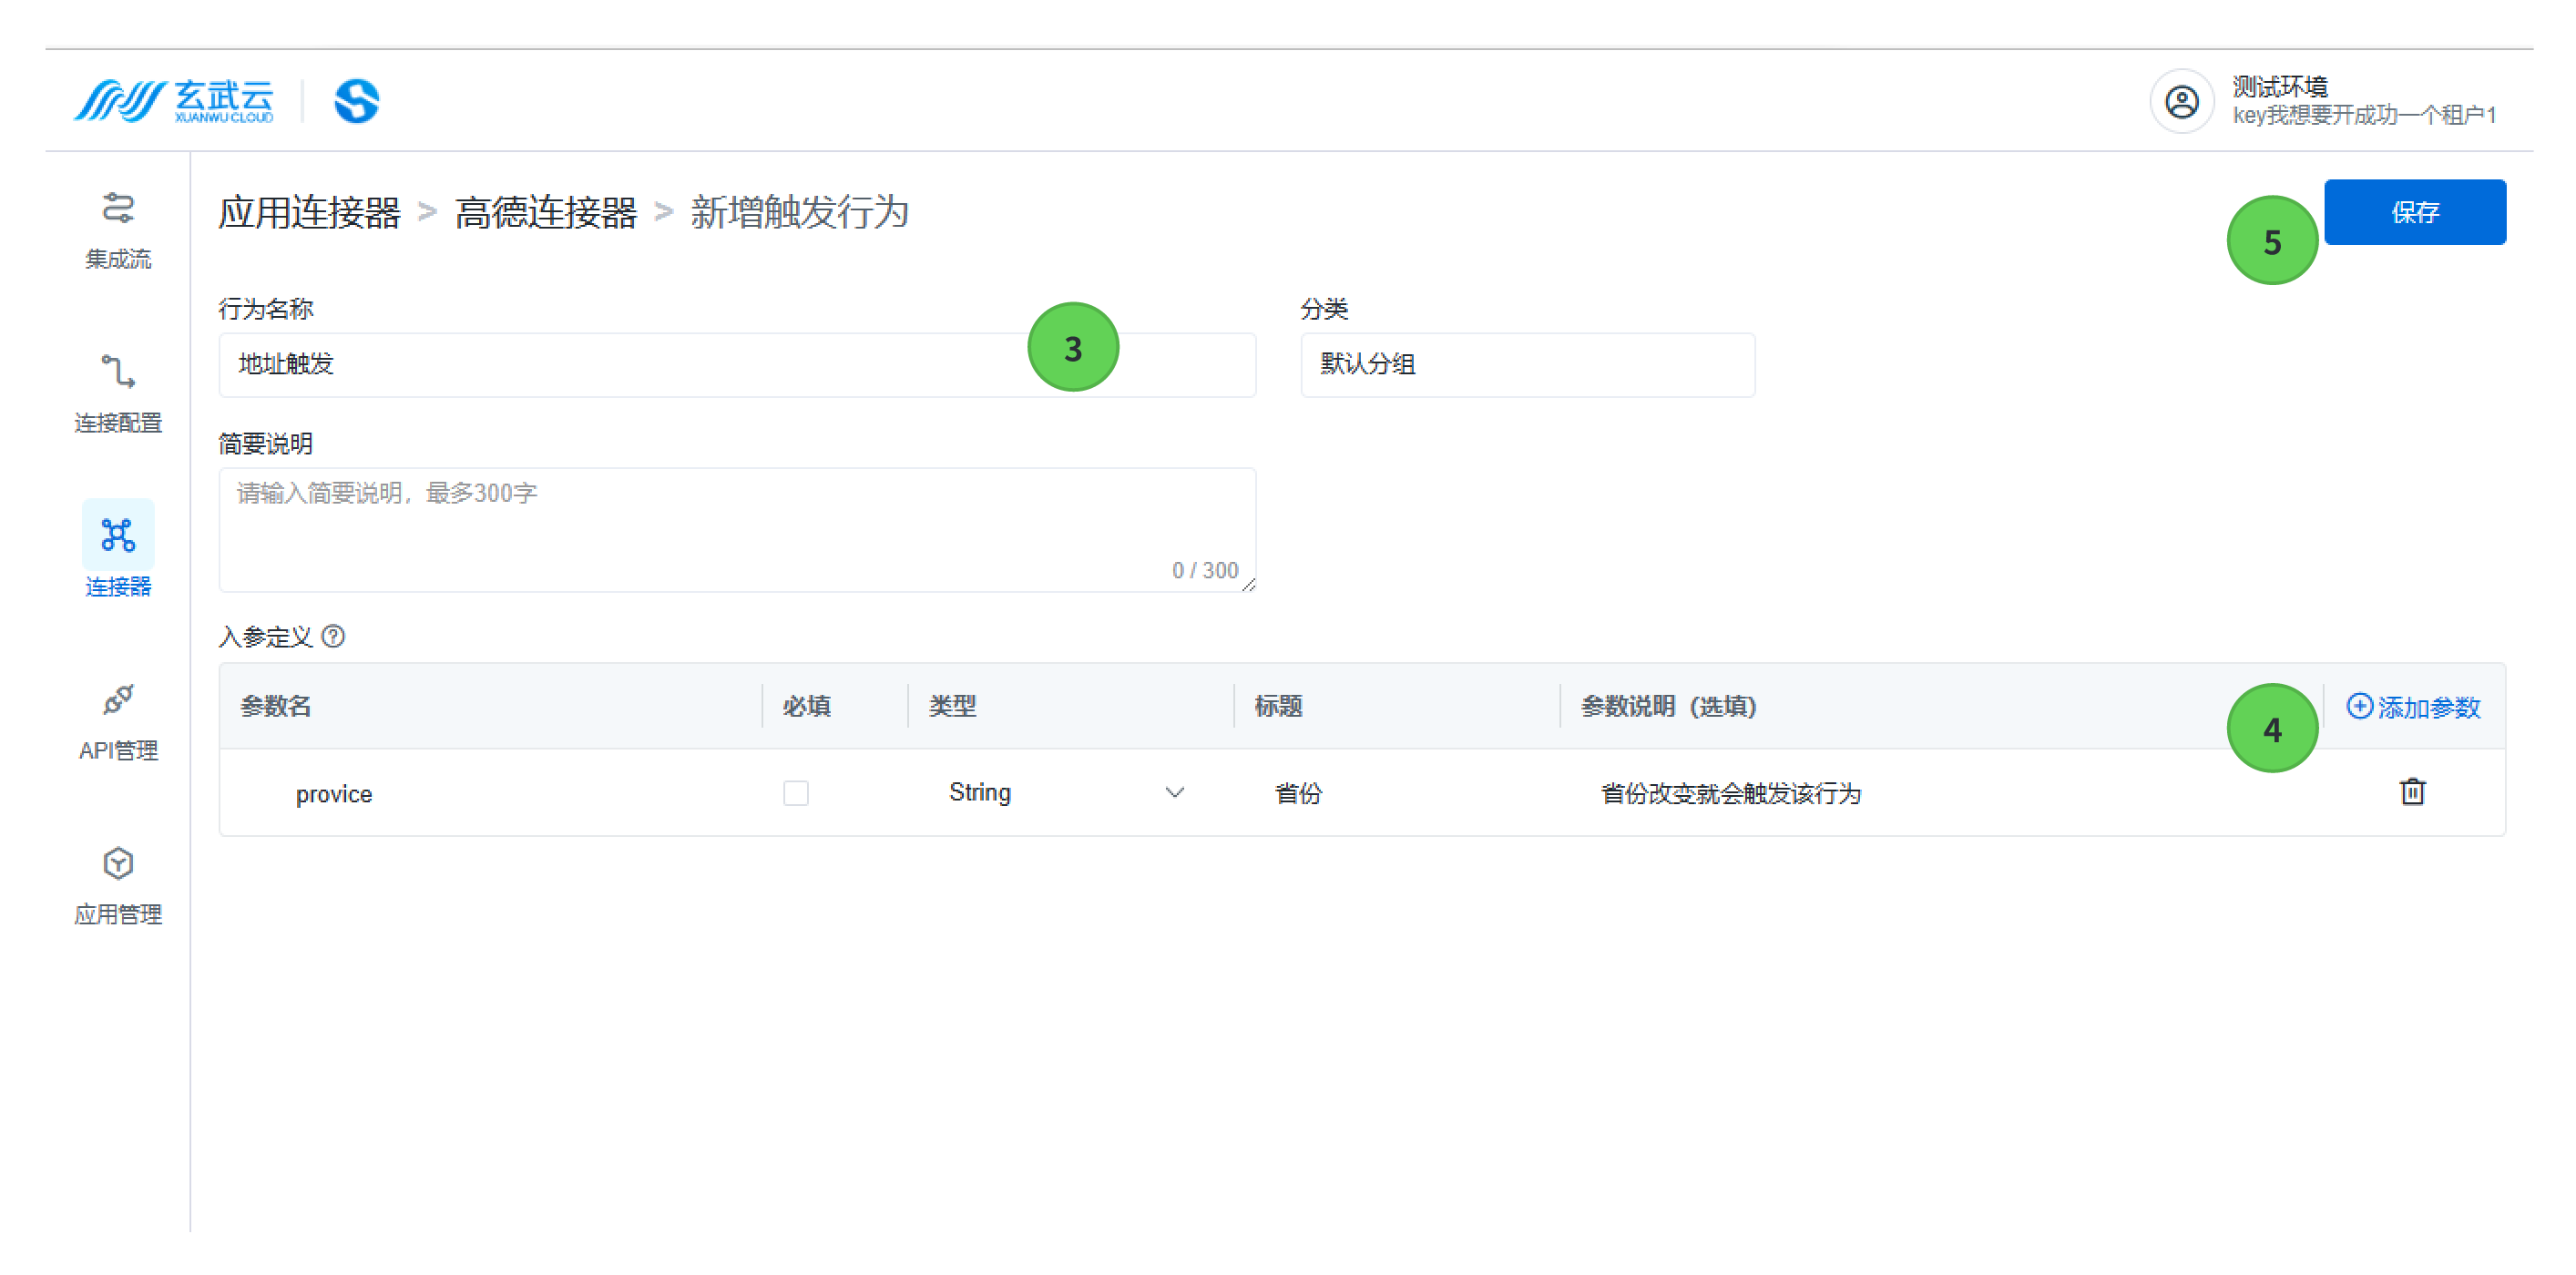 玄武云
XUANWU CLOUD
测试环境
key我想要开成功一个租户1
集成流
连接配置
连接器
API管理
应用管理
应用连接器 > 高德连接器 > 新增触发行为
5
保存
行为名称
分类
地址触发
3
默认分组
简要说明
请输入简要说明，最多300字
0 / 300
入参定义
参数名 必填 类型 标题 参数说明（选填） 4 添加参数
provice String 省份 省份改变就会触发该行为